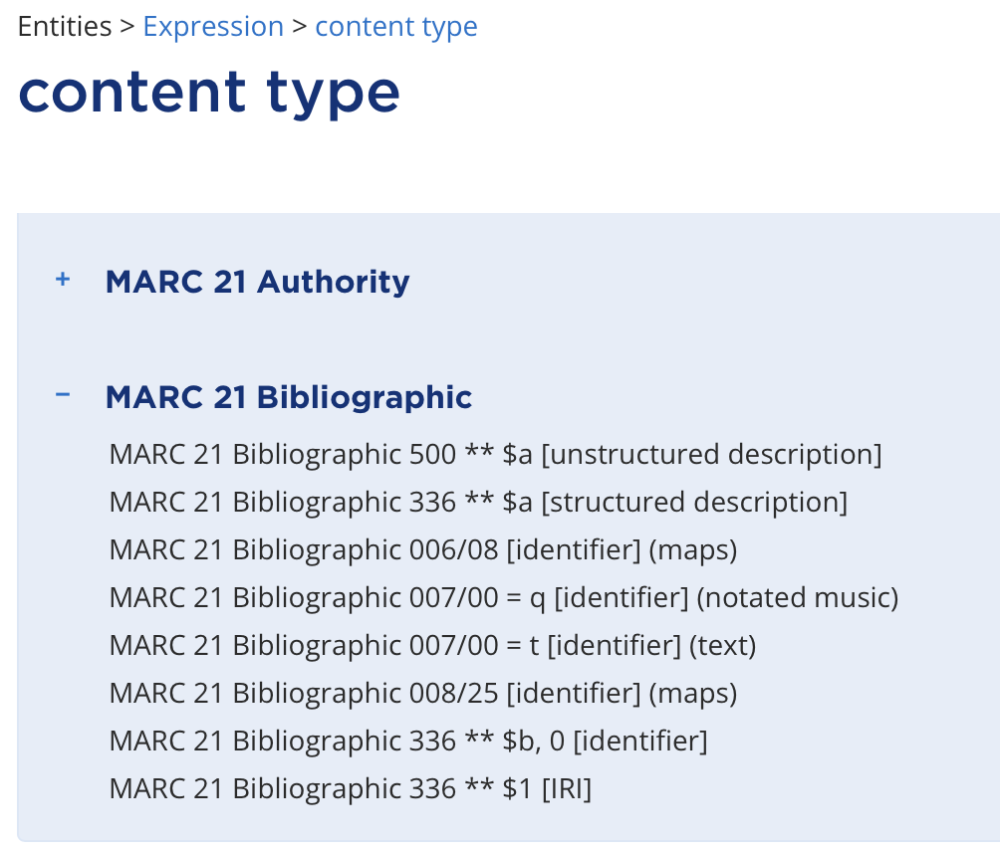 Entities > Expression > content type
content type
+ MARC 21 Authority
− MARC 21 Bibliographic
MARC 21 Bibliographic 500 ** $a [unstructured description]
MARC 21 Bibliographic 336 ** $a [structured description]
MARC 21 Bibliographic 006/08 [identifier] (maps)
MARC 21 Bibliographic 007/00 = q [identifier] (notated music)
MARC 21 Bibliographic 007/00 = t [identifier] (text)
MARC 21 Bibliographic 008/25 [identifier] (maps)
MARC 21 Bibliographic 336 ** $b, 0 [identifier]
MARC 21 Bibliographic 336 ** $1 [IRI]